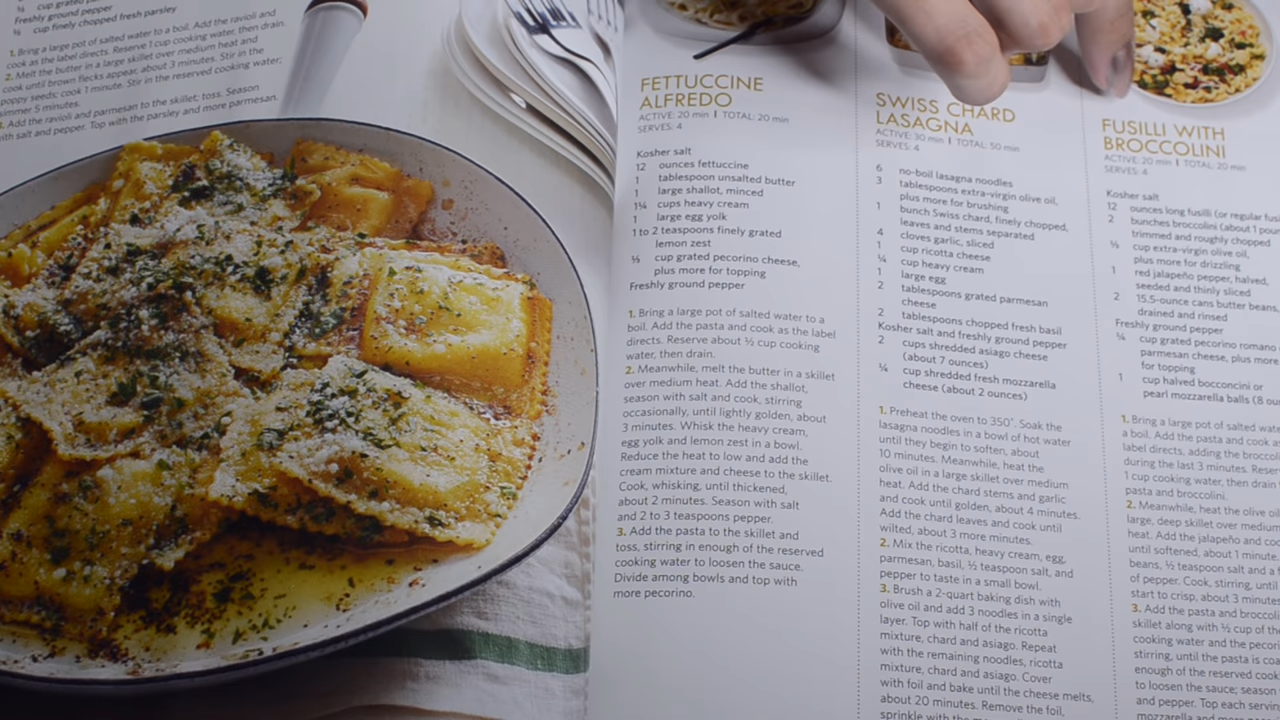 cup grated parmesan
Freshly ground pepper
⅓ cup finely chopped fresh parsley
1. Bring a large pot of salted water to a boil. Add the ravioli and
cook as the label directs. Reserve 1 cup cooking water, then drain.
2. Melt the butter in a large skillet over medium heat and
cook until brown flecks appear, about 3 minutes. Stir in the
poppy seeds; cook 1 minute. Stir in the reserved cooking water;
simmer 5 minutes.
Add the ravioli and parmesan to the skillet; toss. Season
with salt and pepper. Top with the parsley and more parmesan.
FETTUCCINE
ALFREDO
ACTIVE: 20 min I TOTAL: 20 min
SERVES: 4
Kosher salt
12 ounces fettuccine
1 tablespoon unsalted butter
1 large shallot, minced
1¼ cups heavy cream
1 large egg yolk
1 to 2 teaspoons finely grated
lemon zest
⅓ cup grated pecorino cheese,
plus more for topping
Freshly ground pepper
1. Bring a large pot of salted water to a
boil. Add the pasta and cook as the label
directs. Reserve about ½ cup cooking
water, then drain.
2. Meanwhile, melt the butter in a skillet
over medium heat. Add the shallot,
season with salt and cook, stirring
occasionally, until lightly golden, about
3 minutes. Whisk the heavy cream,
egg yolk and lemon zest in a bowl.
Reduce the heat to low and add the
cream mixture and cheese to the skillet.
Cook, whisking, until thickened,
about 2 minutes. Season with salt
and 2 to 3 teaspoons pepper.
3. Add the pasta to the skillet and
toss, stirring in enough of the reserved
cooking water to loosen the sauce.
Divide among bowls and top with
more pecorino.
SWISS CHARD
LASAGNA
ACTIVE: 30 min I TOTAL: 50 min
SERVES: 4
6 no-boil lasagna noodles
3 tablespoons extra-virgin olive oil,
plus more for brushing
1 bunch Swiss chard, finely chopped,
leaves and stems separated
4 cloves garlic, sliced
1 cup ricotta cheese
¼ cup heavy cream
1 large egg
2 tablespoons grated parmesan
cheese
2 tablespoons chopped fresh basil
Kosher salt and freshly ground pepper
2 cups shredded asiago cheese
(about 7 ounces)
¼ cup shredded fresh mozzarella
cheese (about 2 ounces)
1. Preheat the oven to 350˚. Soak the
lasagna noodles in a bowl of hot water
until they begin to soften, about
10 minutes. Meanwhile, heat the
olive oil in a large skillet over medium
heat. Add the chard stems and garlic
and cook until golden, about 4 minutes.
Add the chard leaves and cook until
wilted, about 3 more minutes.
2. Mix the ricotta, heavy cream, egg,
parmesan, basil, ½ teaspoon salt, and
pepper to taste in a small bowl.
3. Brush a 2-quart baking dish with
olive oil and add 3 noodles in a single
layer. Top with half of the ricotta
mixture, chard and asiago. Repeat
with the remaining noodles, ricotta
mixture, chard and asiago. Cover
with foil and bake until the cheese melts,
about 20 minutes. Remove the foil,
sprinkle with the
FUSILLI WITH
BROCCOLINI
ACTIVE: 20 min I TOTAL: 20 min
SERVES: 4
Kosher salt
12 ounces long fusilli (or regular fus
2 bunches broccolini (about 1 pou
trimmed and roughly chopped
⅓ cup extra-virgin olive oil,
plus more for drizzling
1 red jalapeño pepper, halved,
seeded and thinly sliced
2 15.5-ounce cans butter beans,
drained and rinsed
Freshly ground pepper
¼ cup grated pecorino romano
parmesan cheese, plus more
for topping
1 cup halved bocconcini or
pearl mozzarella balls (8 ou
1. Bring a large pot of salted wat
a boil. Add the pasta and cook a
label directs, adding the brocco
during the last 3 minutes. Rese
1 cup cooking water, then drain
pasta and broccolini.
2. Meanwhile, heat the olive oi
large, deep skillet over medium
heat. Add the jalapeño and co
until softened, about 1 minute
beans, ½ teaspoon salt and a
of pepper. Cook, stirring, until
start to crisp, about 3 minute
3. Add the pasta and broccoli
skillet along with ½ cup of th
cooking water and the pecori
stirring, until the pasta is coa
enough of the reserved cook
to loosen the sauce; season
and pepper. Top each servin
mozzarella and more